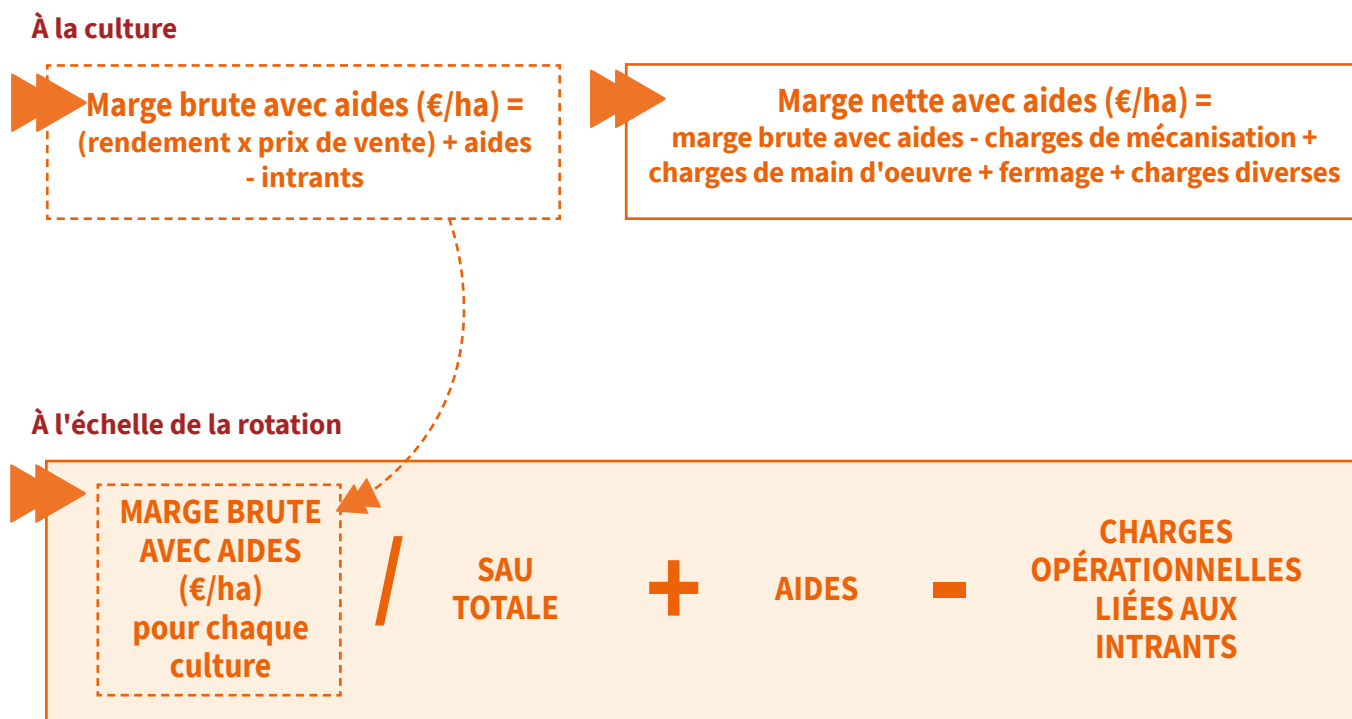 À la culture
Marge brute avec aides (€/ha) =
(rendement x prix de vente) + aides
- intrants
Marge nette avec aides (€/ha) =
marge brute avec aides - charges de mécanisation +
charges de main d'oeuvre + fermage + charges diverses
À l'échelle de la rotation
MARGE BRUTE
AVEC AIDES
(€/ha)
pour chaque
culture
/
SAU
TOTALE
+
AIDES
-
CHARGES
OPÉRATIONNELLES
LIÉES AUX
INTRANTS